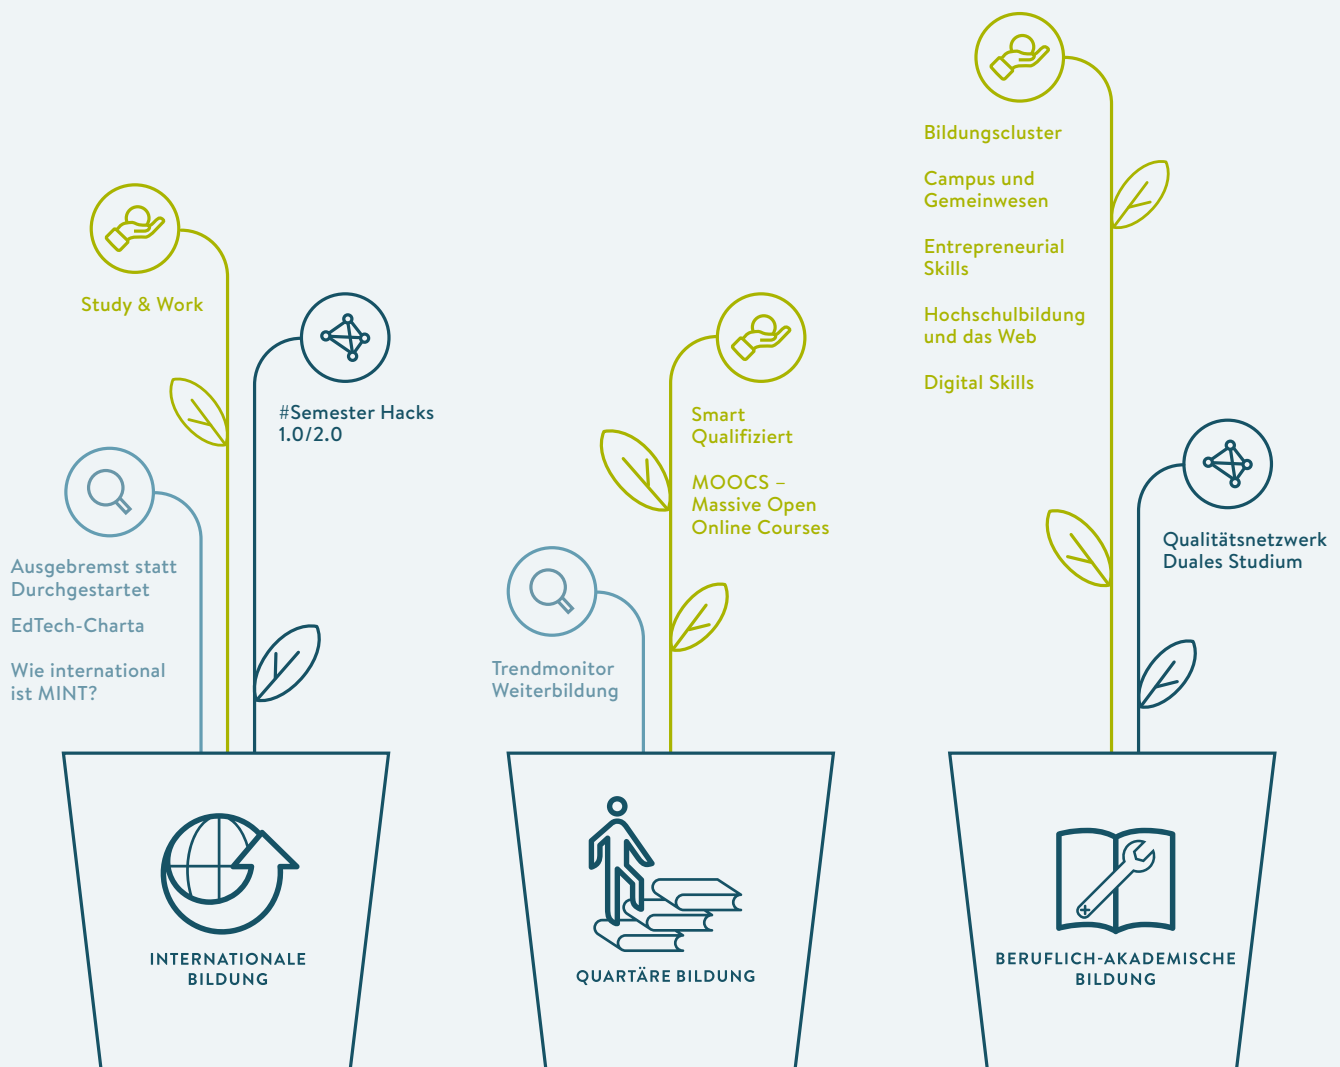 Study & Work
#Semester Hacks
1.0/2.0
Ausgebremst statt
Durchgestartet
EdTech-Charta
Wie international
ist MINT?
INTERNATIONALE
BILDUNG
Smart
Qualifiziert
MOOCS –
Massive Open
Online Courses
Trendmonitor
Weiterbildung
QUARTÄRE BILDUNG
Bildungscluster
Campus und
Gemeinwesen
Entrepreneurial
Skills
Hochschulbildung
und das Web
Digital Skills
Qualitätsnetzwerk
Duales Studium
BERUFLICH-AKADEMISCHE
BILDUNG